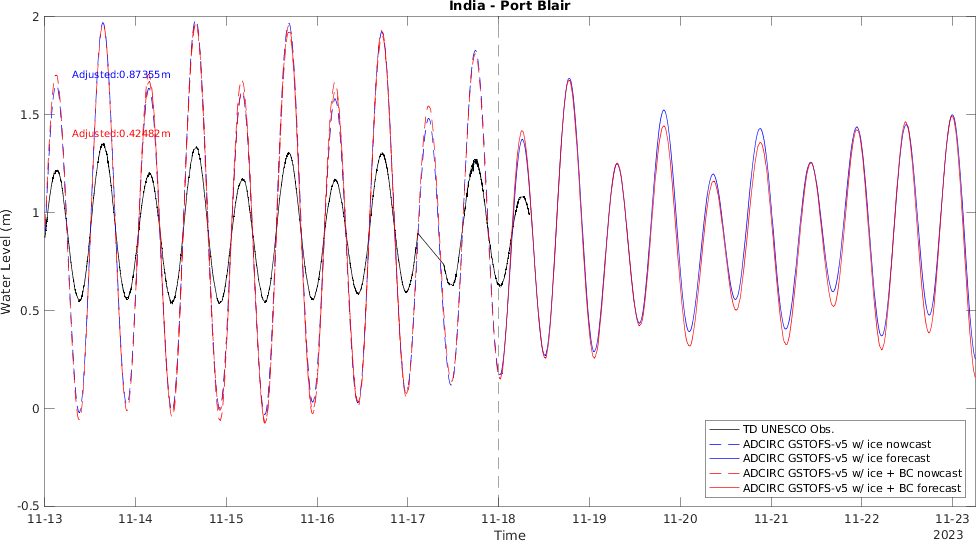 India - Port Blair
Water Level (m)
2
1.5
1
0.5
0
-0.5
Adjusted:0.87355m
Adjusted:0.42482m
TD UNESCO Obs.
ADCIRC GSTOFS-v5 w/ ice nowcast
ADCIRC GSTOFS-v5 w/ ice forecast
ADCIRC GSTOFS-v5 w/ ice + BC nowcast
ADCIRC GSTOFS-v5 w/ ice + BC forecast
11-13 11-14 11-15 11-16 11-17 11-18 11-19 11-20 11-21 11-22 11-23
Time
2023